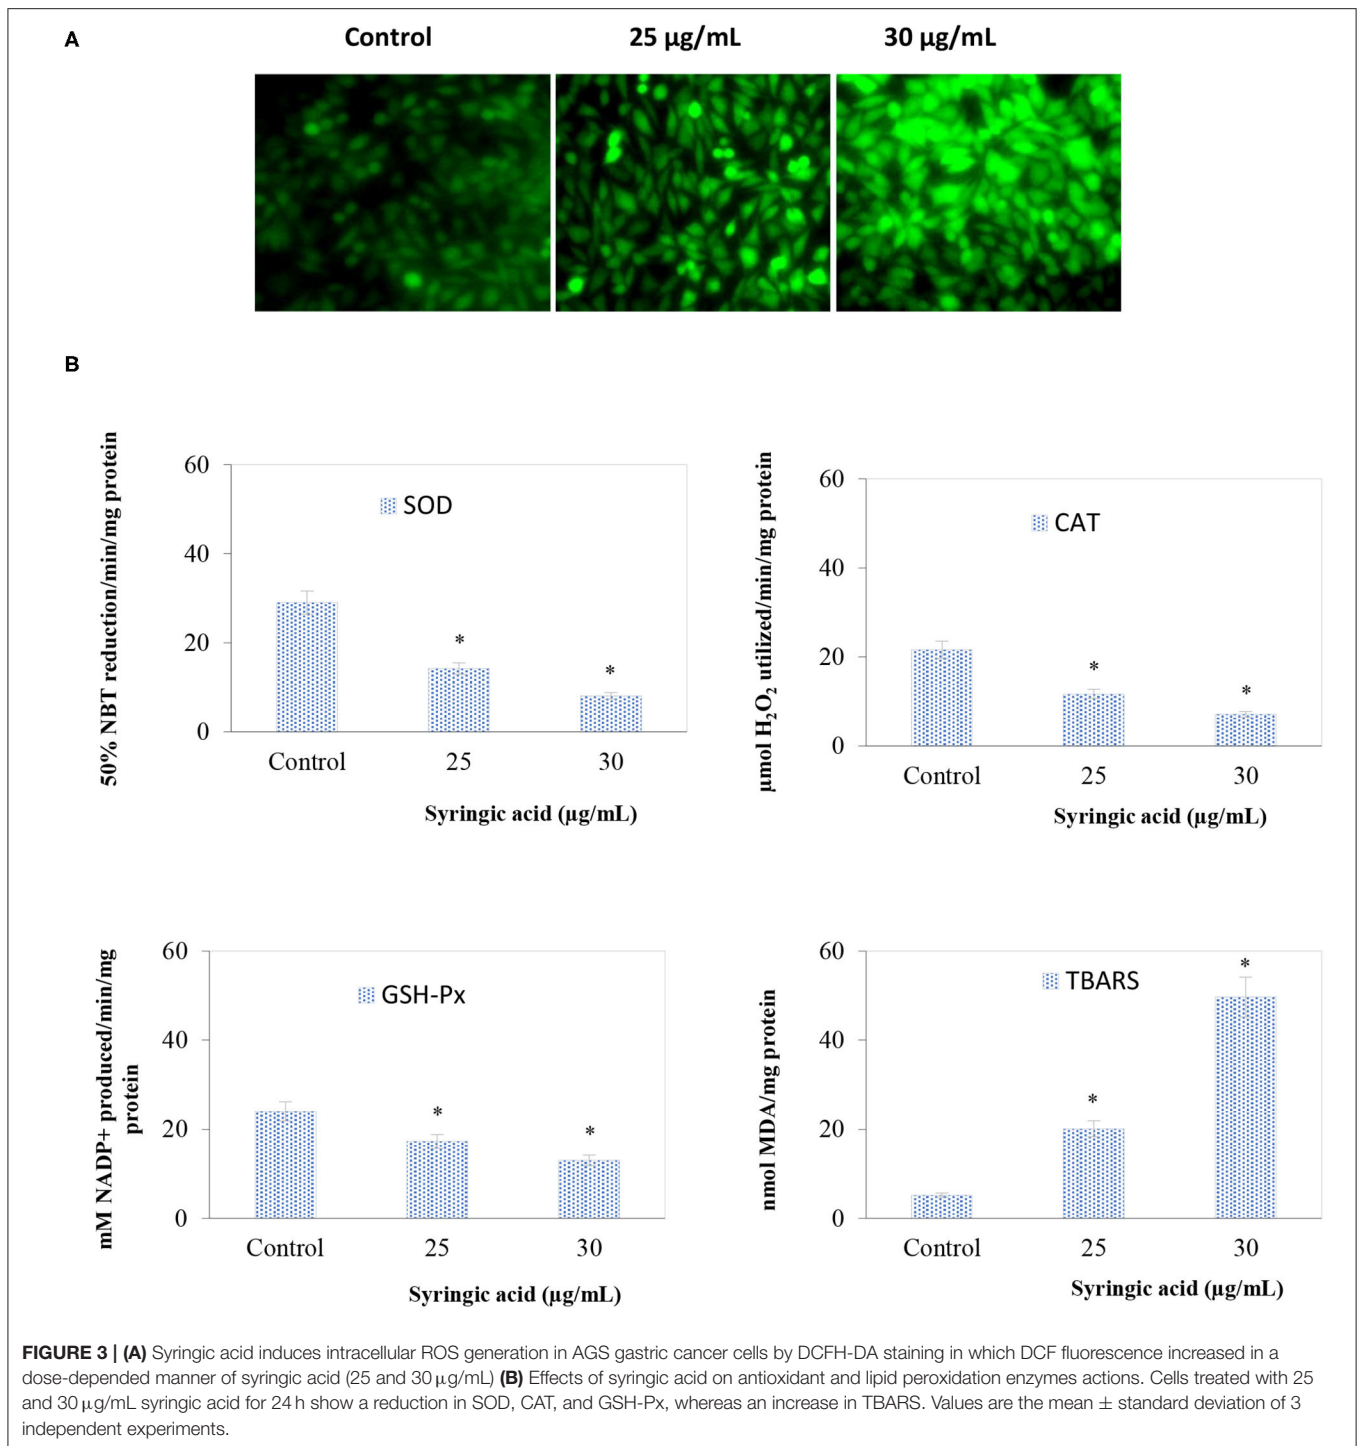 A
Control 25 µg/mL 30 µg/mL
B
50% NBT reduction/min/mg protein
60
40
20
0
SOD
*
*
Control 25 30
Syringic acid (µg/mL)
µmol H₂O₂ utilized/min/mg protein
60
40
20
0
CAT
*
*
Control 25 30
Syringic acid (µg/mL)
mM NADP+ produced/min/mg
protein
60
40
20
0
GSH-Px
*
*
Control 25 30
Syringic acid (µg/mL)
nmol MDA/mg protein
60
40
20
0
TBARS
*
*
Control 25 30
Syringic acid (µg/mL)
FIGURE 3 | (A) Syringic acid induces intracellular ROS generation in AGS gastric cancer cells by DCFH-DA staining in which DCF fluorescence increased in a
dose-depended manner of syringic acid (25 and 30 µg/mL) (B) Effects of syringic acid on antioxidant and lipid peroxidation enzymes actions. Cells treated with 25
and 30 µg/mL syringic acid for 24 h show a reduction in SOD, CAT, and GSH-Px, whereas an increase in TBARS. Values are the mean ± standard deviation of 3
independent experiments.